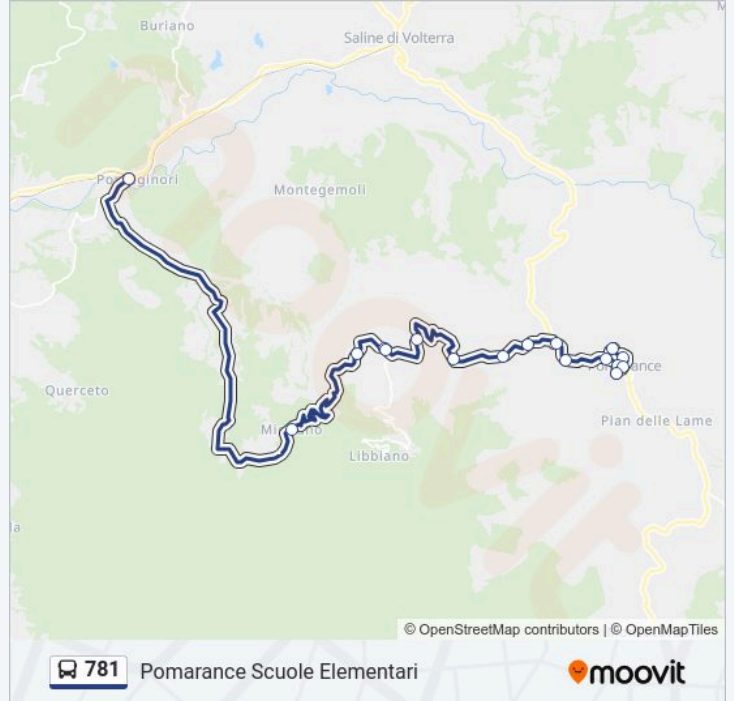 Buriano
Saline di Volterra
Montegemoli
Querceto
Libbiano
Pian delle Lame
© OpenStreetMap contributors | © OpenMapTiles
781 Pomarance Scuole Elementari
moovit